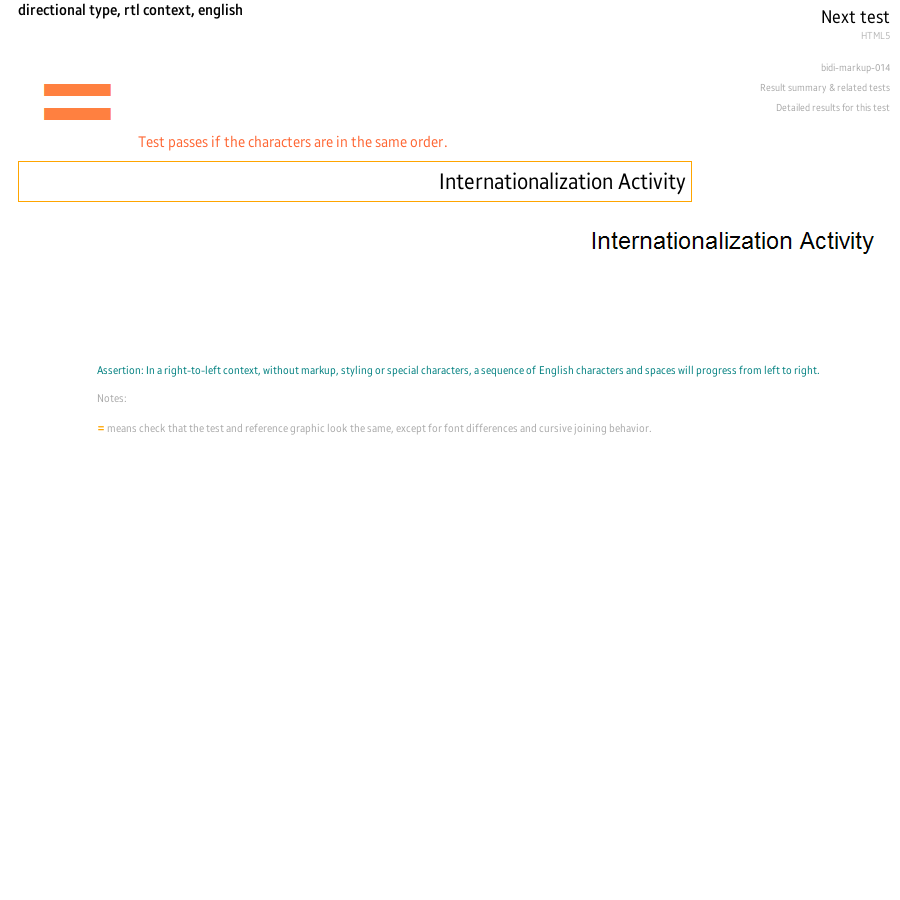 directional type, rtl context, english
Next test
HTML5
bidi-markup-014
Result summary & related tests
Detailed results for this test
Test passes if the characters are in the same order.
Internationalization Activity
Internationalization Activity
Assertion: In a right-to-left context, without markup, styling or special characters, a sequence of English characters and spaces will progress from left to right.
Notes:
= means check that the test and reference graphic look the same, except for font differences and cursive joining behavior.